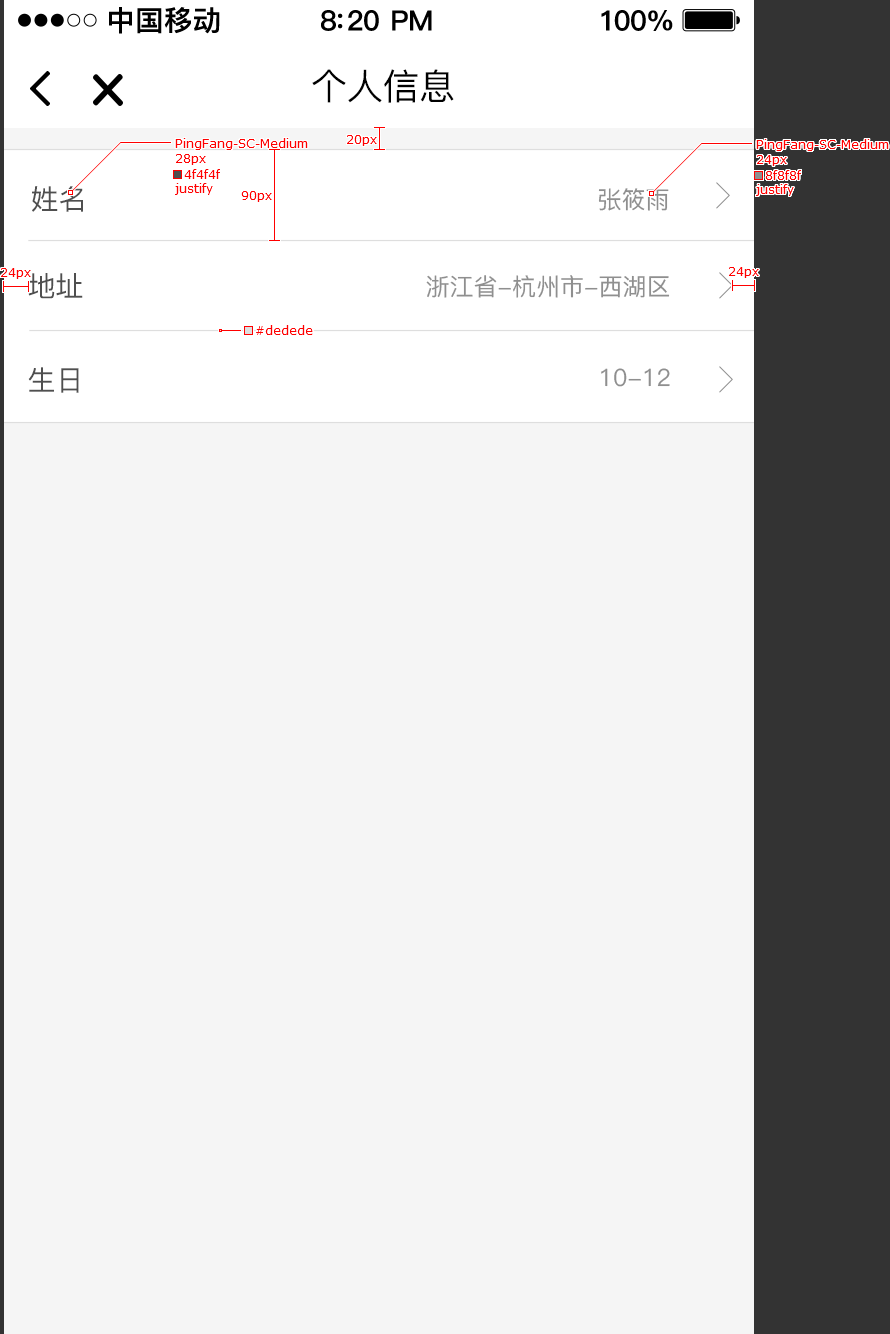 中国移动 8:20 PM 100%
个人信息
20px
PingFang-SC-Medium
28px
4f4f4f
justify
90px
PingFang-SC-Medium
24px
8f8f8f
justify
姓名 张筱雨
24px
地址 浙江省-杭州市-西湖区
24px
#dedede
生日 10-12